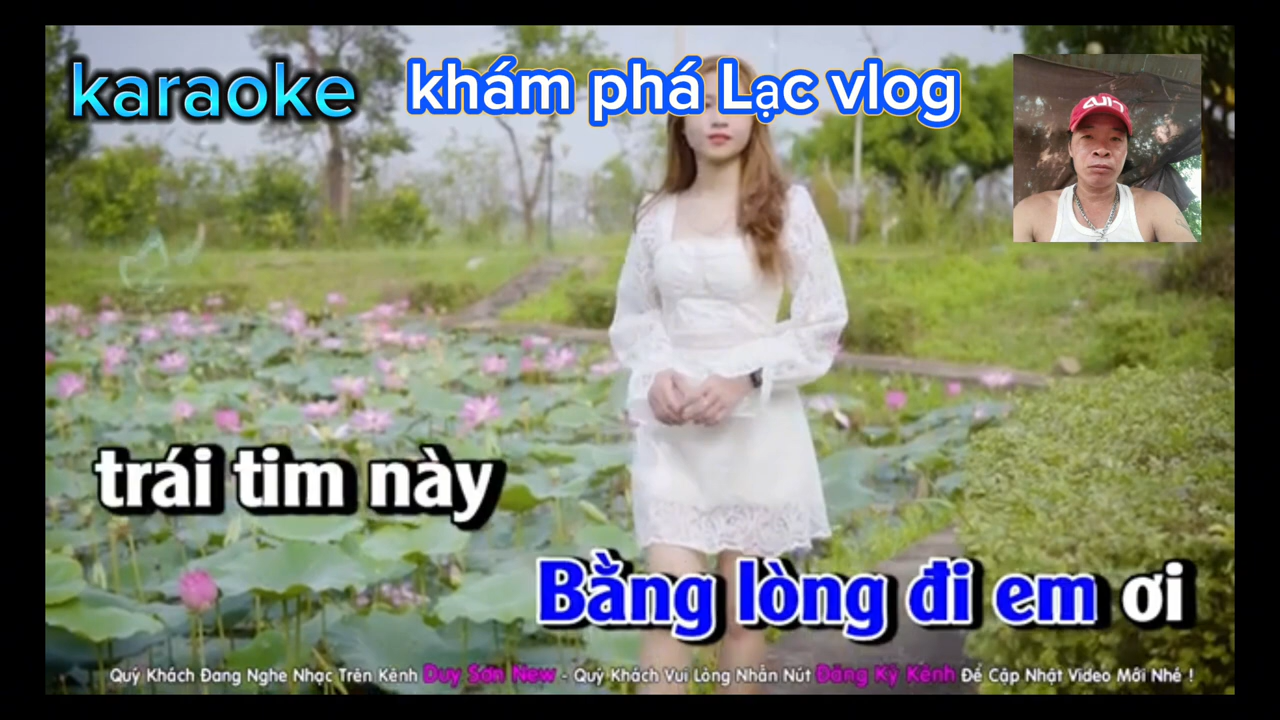 karaoke khám phá Lạc vlog
trái tim này
Bằng lòng đi em ơi
Quý Khách Đang Nghe Nhạc Trên Kênh Duy Sơn New - Quý Khách Vui Lòng Nhấn Nút Đăng Ký Kênh Để Cập Nhật Video Mới Nhé !